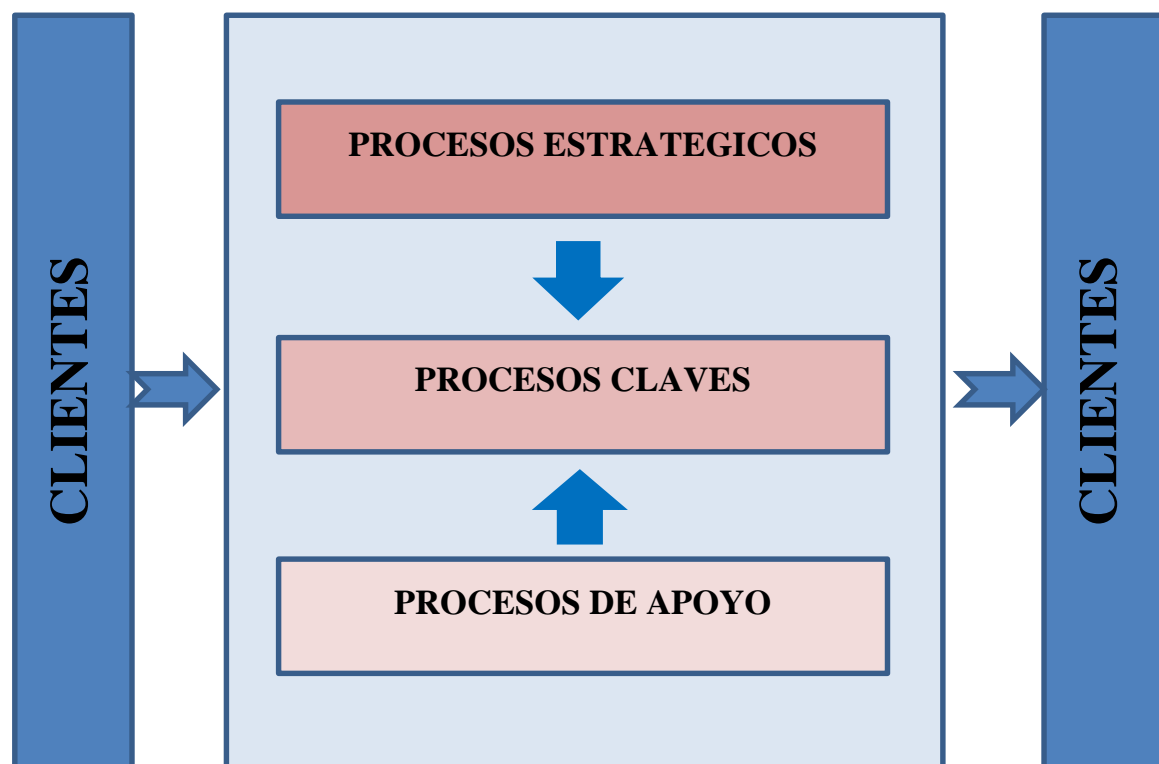 CLIENTES
PROCESOS ESTRATEGICOS
PROCESOS CLAVES
PROCESOS DE APOYO
CLIENTES